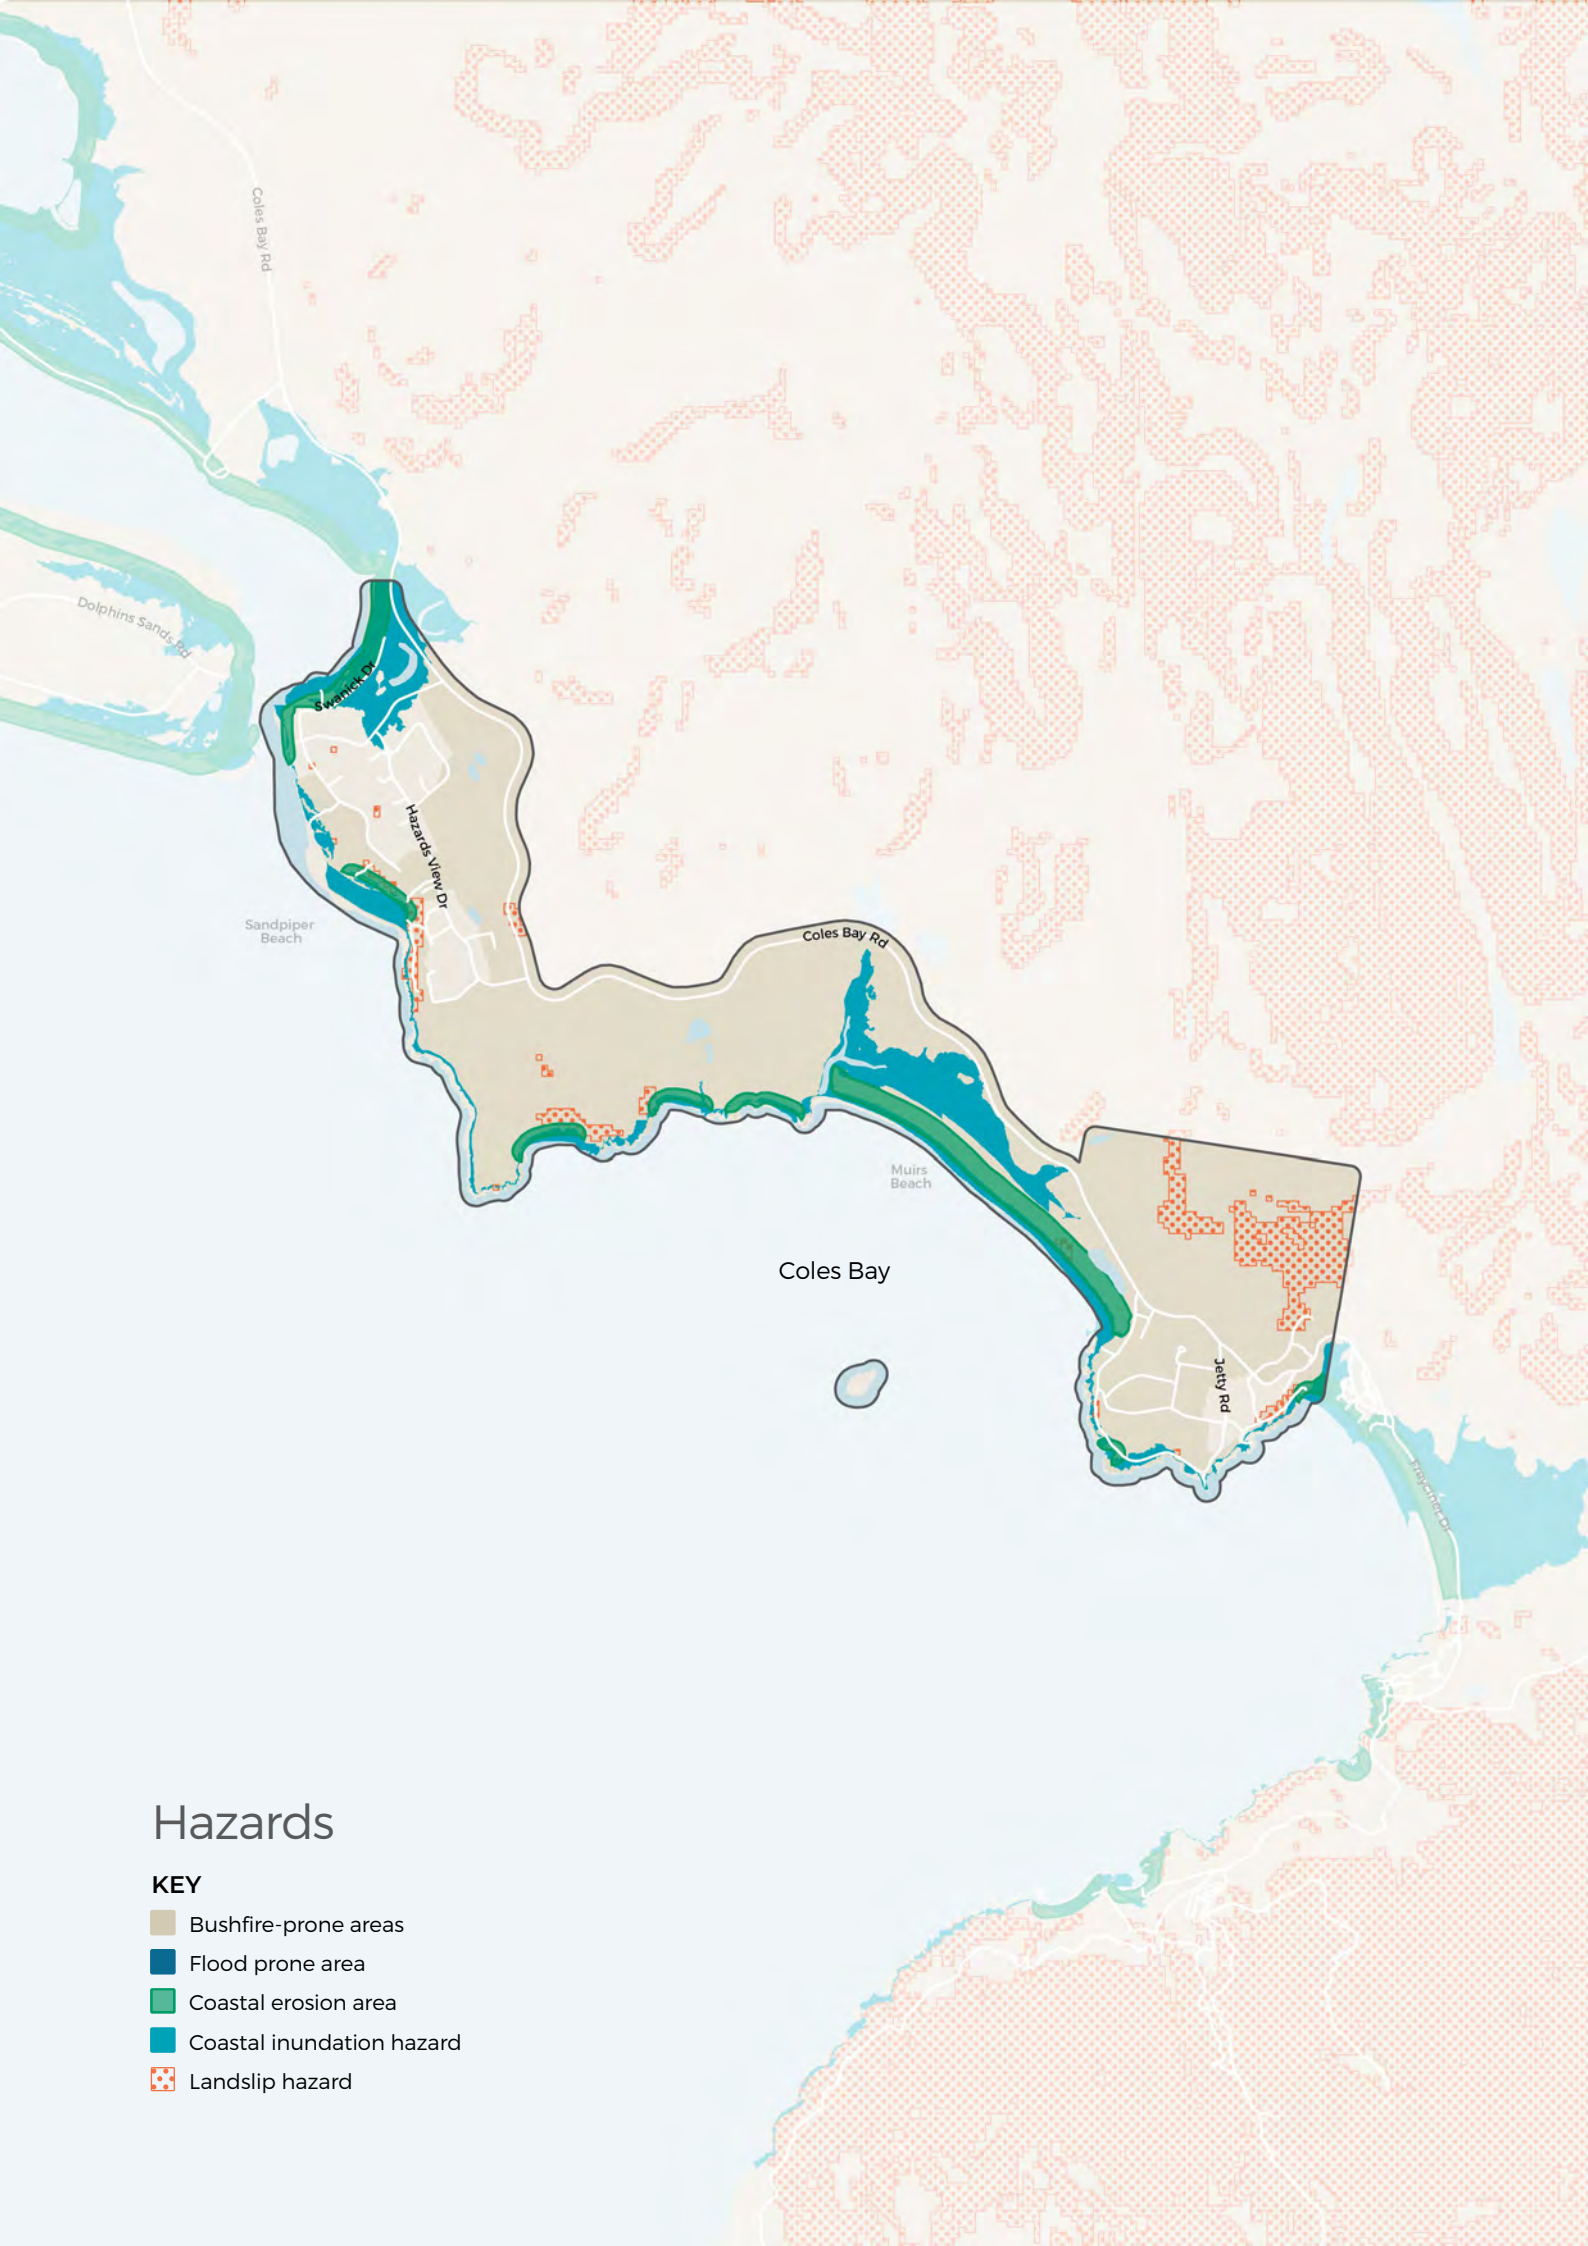 Coles Bay Rd
Dolphins Sands Rd
Swanick Dr
Hazards View Dr
Sandpiper
Beach
Coles Bay Rd
Muirs
Beach
Coles Bay
Jetty Rd
Freycinet Dr
Hazards
KEY
Bushfire-prone areas
Flood prone area
Coastal erosion area
Coastal inundation hazard
Landslip hazard